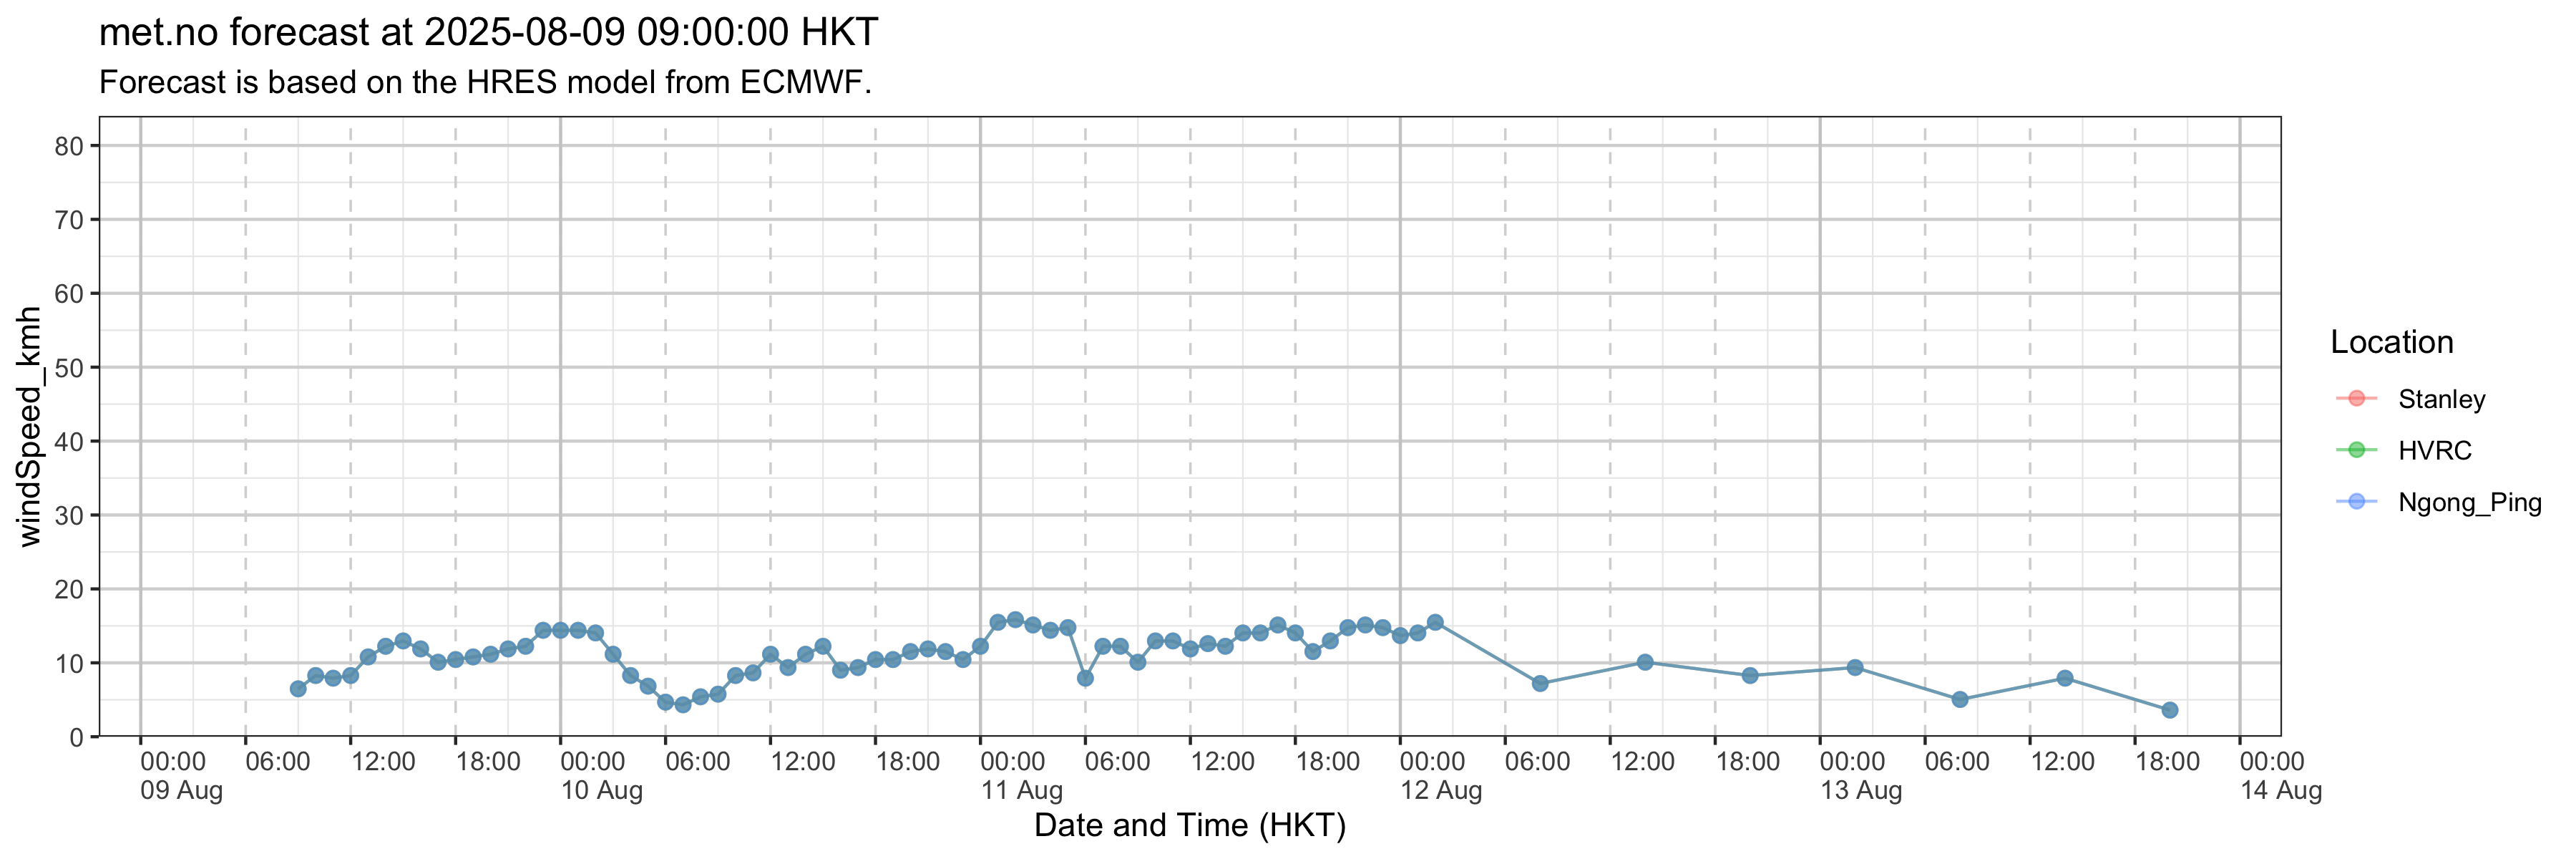 met.no forecast at 2025-08-09 09:00:00 HKT
Forecast is based on the HRES model from ECMWF.
windSpeed_kmh
80
70
60
50
40
30
20
10
0
00:00 06:00 12:00 18:00 00:00 06:00 12:00 18:00 00:00 06:00 12:00 18:00 00:00 06:00 12:00 18:00 00:00 06:00 12:00 18:00 00:00
09 Aug 10 Aug 11 Aug 12 Aug 13 Aug 14 Aug
Date and Time (HKT)
Location
Stanley
HVRC
Ngong_Ping